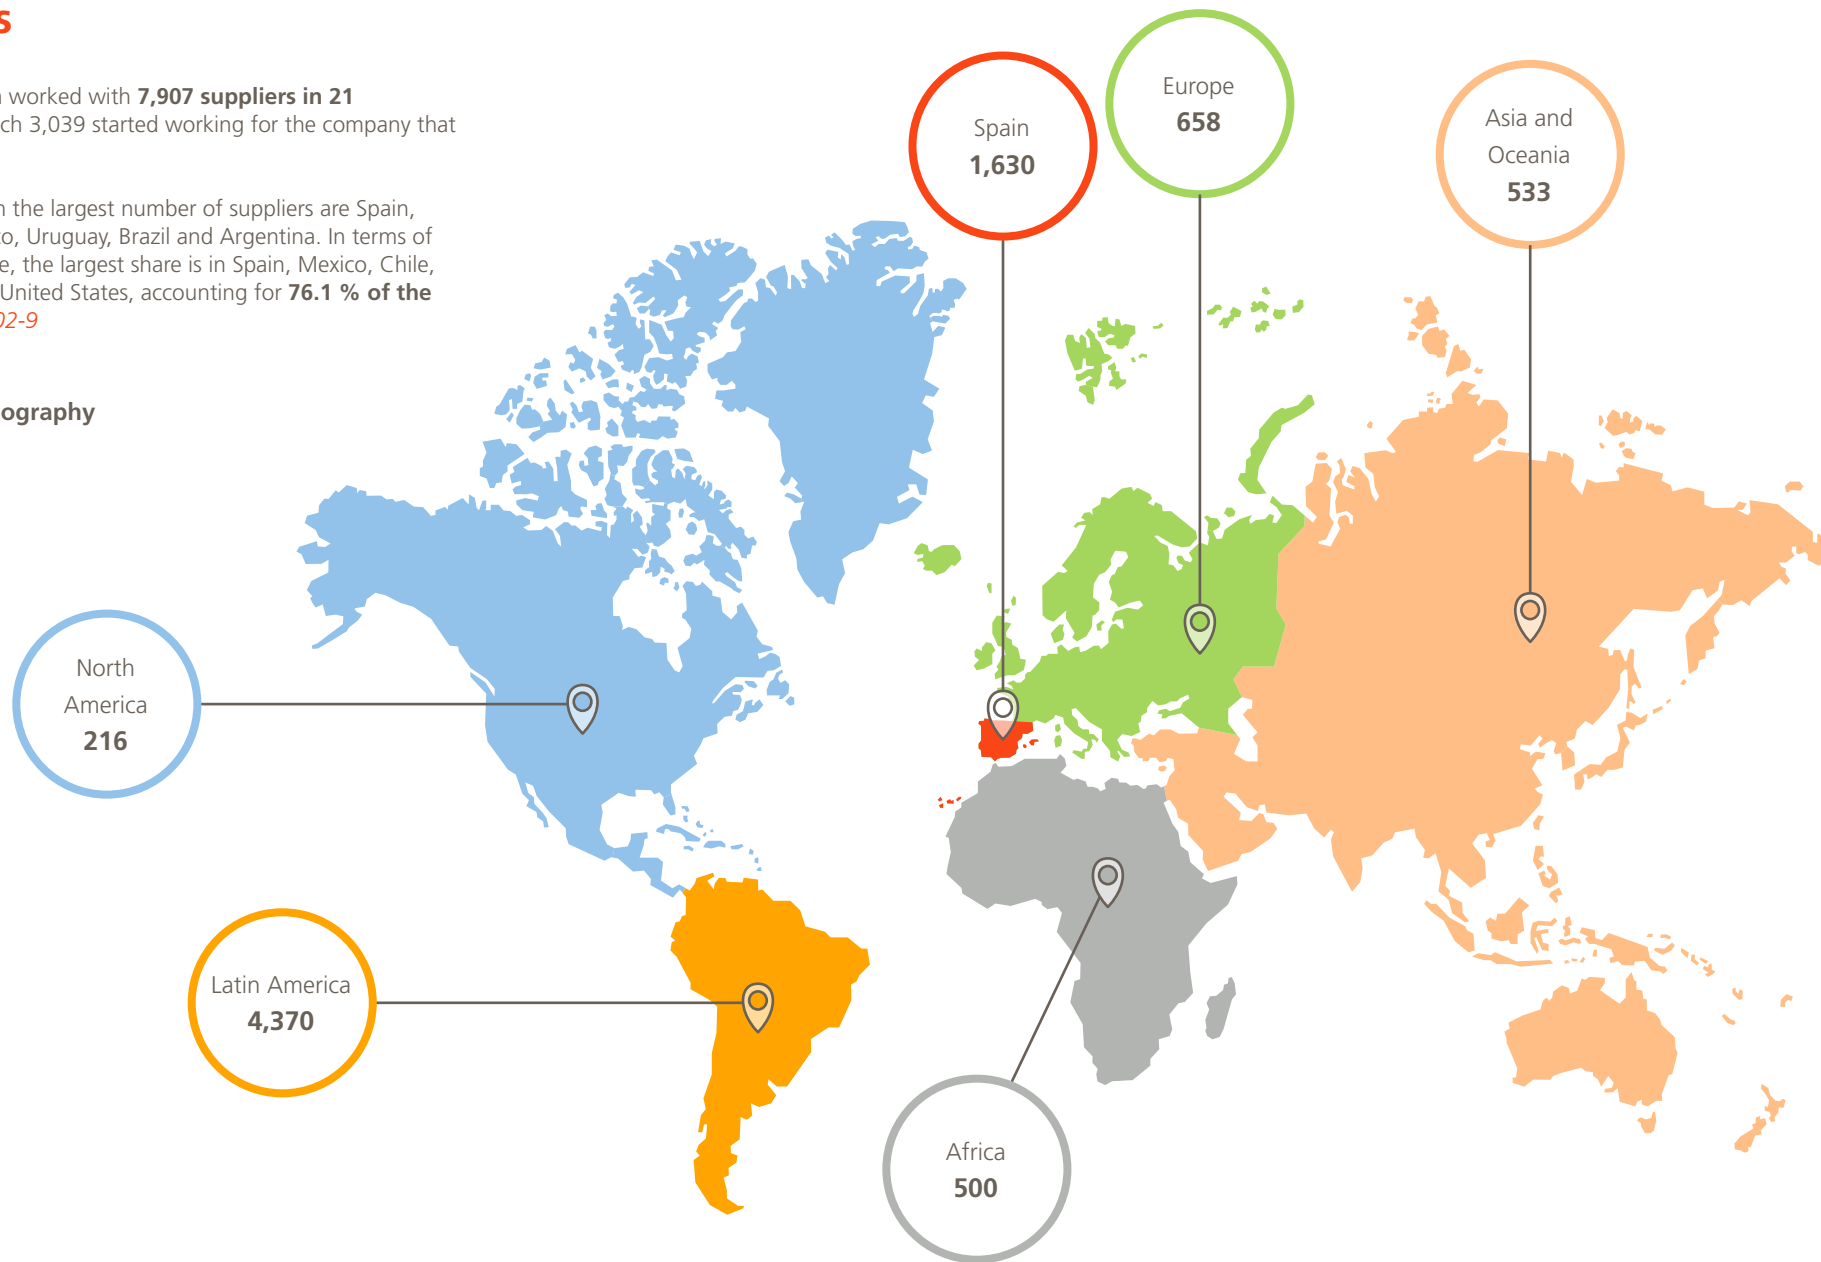 s
n worked with 7,907 suppliers in 21
ch 3,039 started working for the company that
n the largest number of suppliers are Spain,
o, Uruguay, Brazil and Argentina. In terms of
e, the largest share is in Spain, Mexico, Chile,
United States, accounting for 76.1 % of the
02-9
ography
Spain
1,630
Europe
658
Asia and
Oceania
533
North
America
216
Latin America
4,370
Africa
500